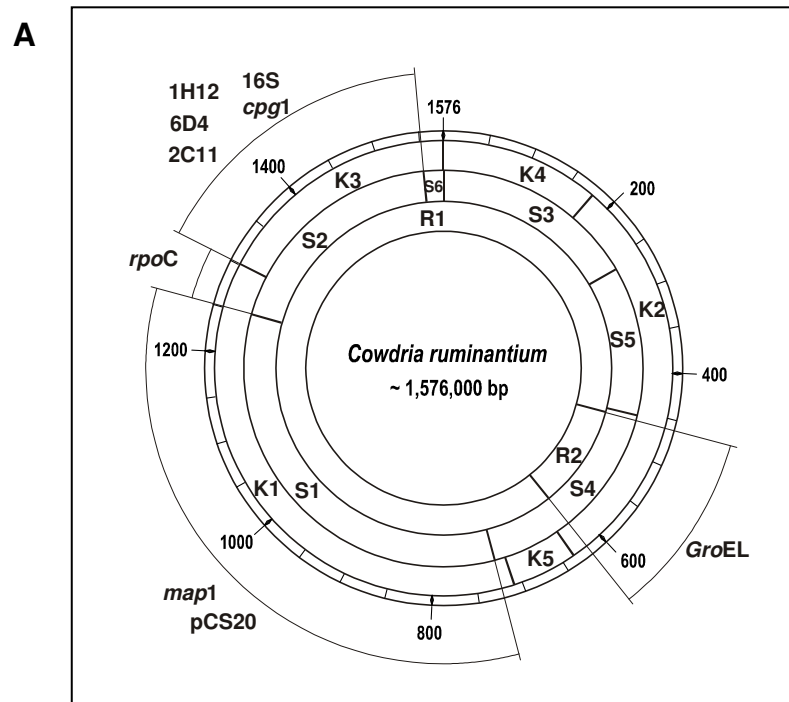 A
1H12
16S
cpg1
6D4
2C11
1576
1400
K3
S6
K4
200
S3
R1
S2
rpoC
K2
S5
1200
Cowdria ruminantium
~ 1,576,000 bp
400
R2
K1
S1
S4
1000
K5
600
GroEL
map1
pCS20
800